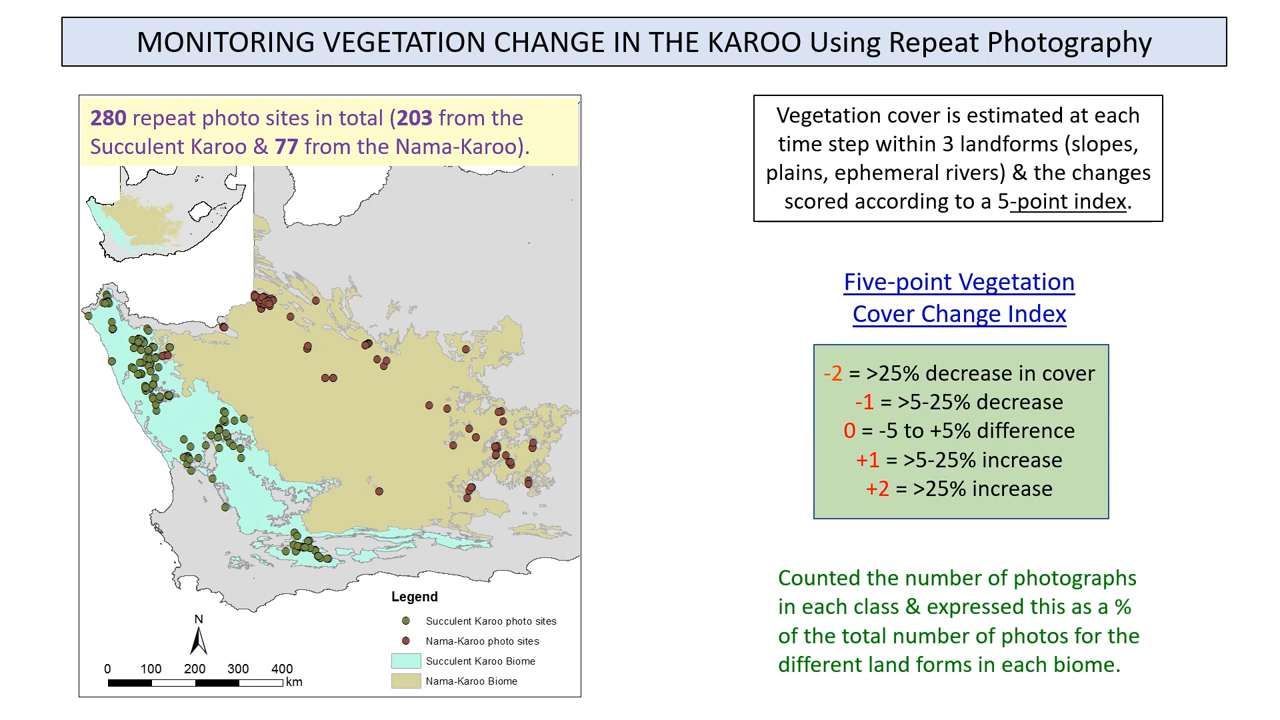 MONITORING VEGETATION CHANGE IN THE KAROO Using Repeat Photography
280 repeat photo sites in total (203 from the
Succulent Karoo & 77 from the Nama-Karoo).
Legend
Succulent Karoo photo sites
Nama-Karoo photo sites
Succulent Karoo Biome
Nama-Karoo Biome
N
0 100 200 300 400
km
Vegetation cover is estimated at each
time step within 3 landforms (slopes,
plains, ephemeral rivers) & the changes
scored according to a 5-point index.
Five-point Vegetation
Cover Change Index
-2 = >25% decrease in cover
-1 = >5-25% decrease
0 = -5 to +5% difference
+1 = >5-25% increase
+2 = >25% increase
Counted the number of photographs
in each class & expressed this as a %
of the total number of photos for the
different land forms in each biome.